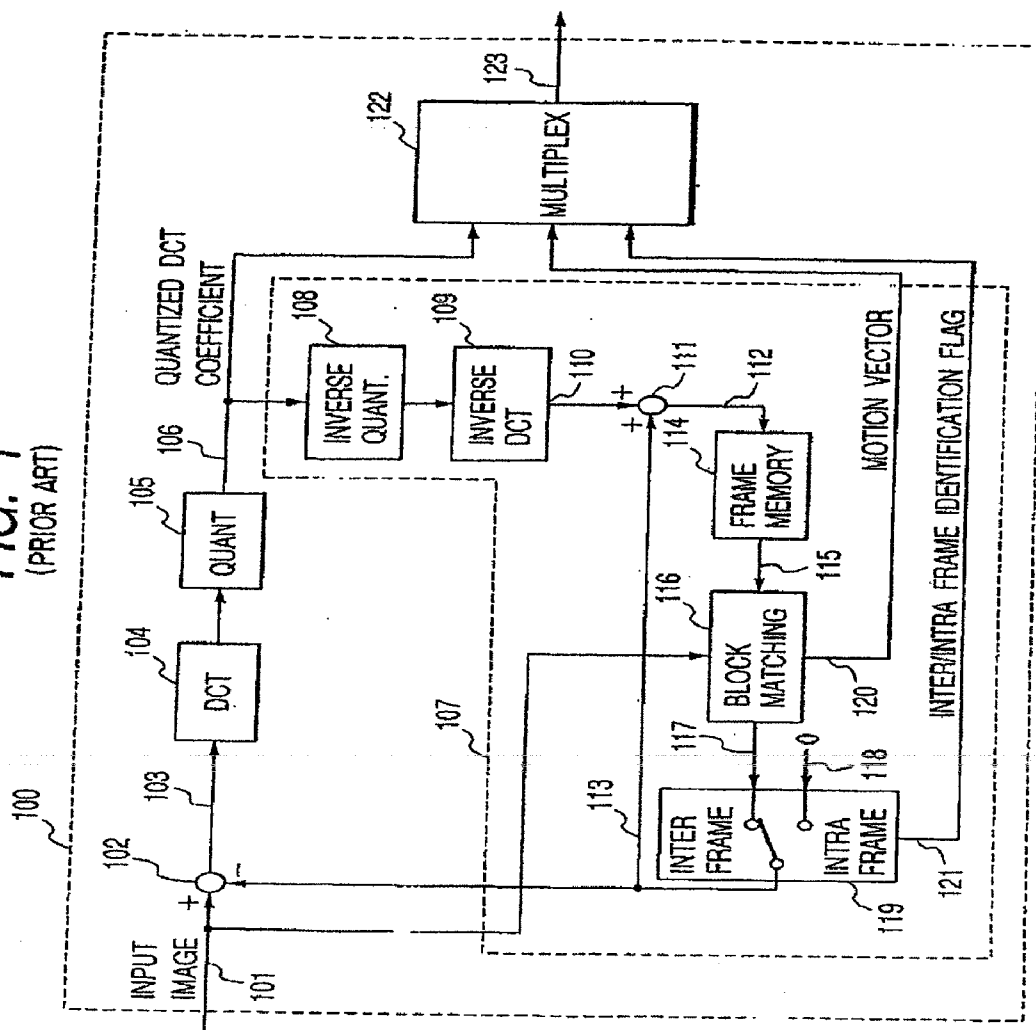 FIG. 1
(PRIOR ART)
100
INPUT
IMAGE
101
+
102
-
103
104
DCT
105
QUANT
106
QUANTIZED DCT
COEFFICIENT
107
108
INVERSE
QUANT.
109
INVERSE
DCT
110
+
+
111
112
113
114
FRAME
MEMORY
115
116
BLOCK
MATCHING
117
0
118
INTER
FRAME
INTRA
FRAME
119
120
MOTION VECTOR
121
INTER/INTRA FRAME IDENTIFICATION FLAG
122
MULTIPLEX
123